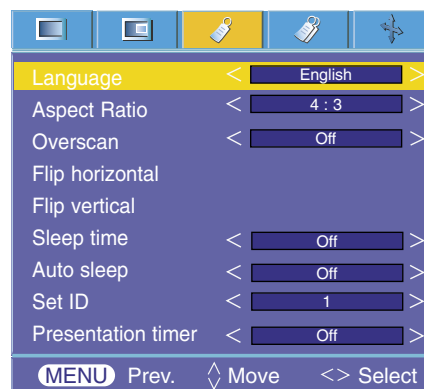 Language < English >
Aspect Ratio < 4 : 3 >
Overscan < Off >
Flip horizontal
Flip vertical
Sleep time < Off >
Auto sleep < Off >
Set ID < 1 >
Presentation timer < Off >
MENU Prev. Move <> Select